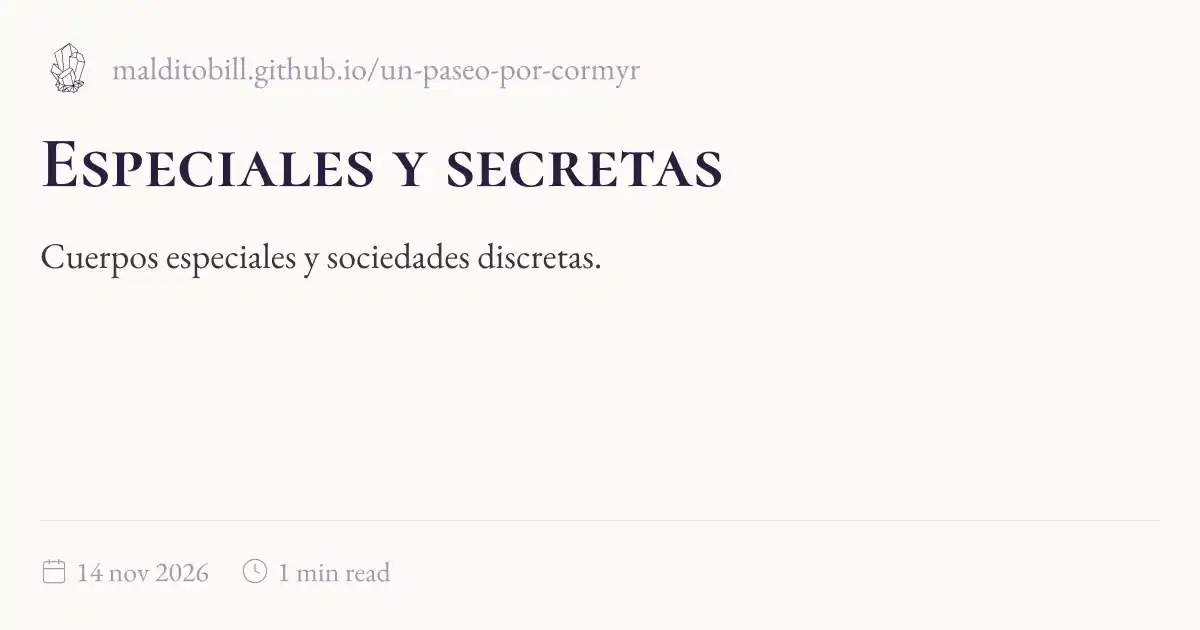 malditobill.github.io/un-paseo-por-cormyr
Especiales y secretas
Cuerpos especiales y sociedades discretas.
14 nov 2026 1 min read